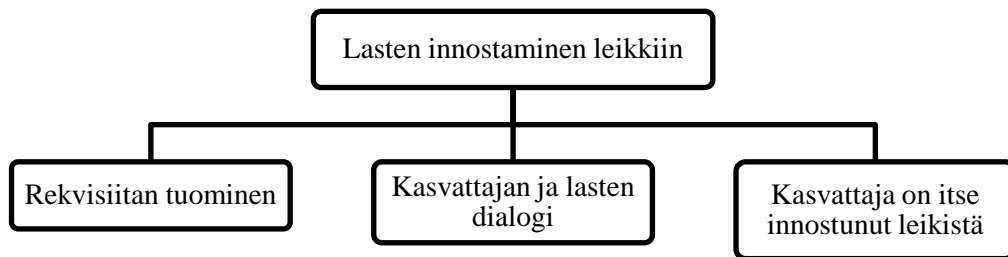 Lasten innostaminen leikkiin
Rekvisiitan tuominen
Kasvattajan ja lasten
dialogi
Kasvattaja on itse
innostunut leikistä